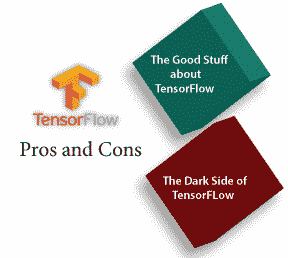 The Good Stuff
about
TensorFlow
TensorFlow
Pros and Cons
The Dark Side of
TensorFLow